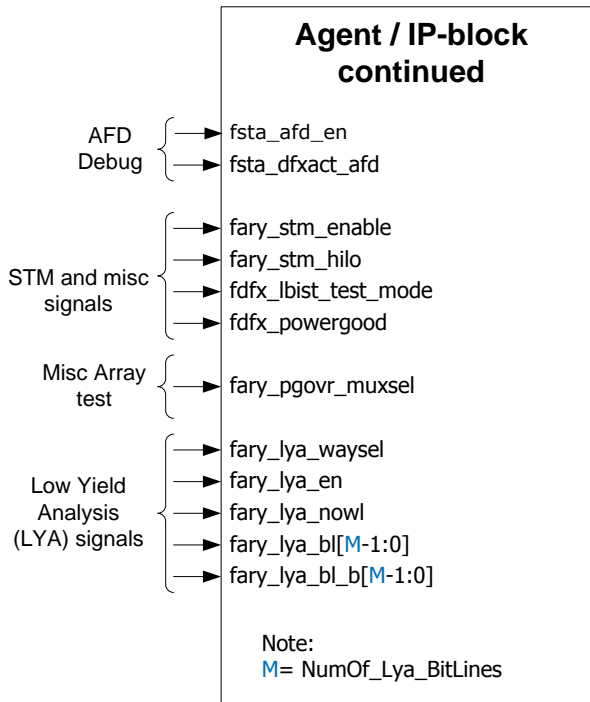 Agent / IP-block
continued
AFD
Debug
fsta_afd_en
fsta_dfxact_afd
STM and misc
signals
fary_stm_enable
fary_stm_hilo
fdfx_lbist_test_mode
fdfx_powergood
Misc Array
test
fary_pgovr_muxsel
Low Yield
Analysis
(LYA) signals
fary_lya_waysel
fary_lya_en
fary_lya_nowl
fary_lya_bl[M-1:0]
fary_lya_bl_b[M-1:0]
Note:
M= NumOf_Lya_BitLines